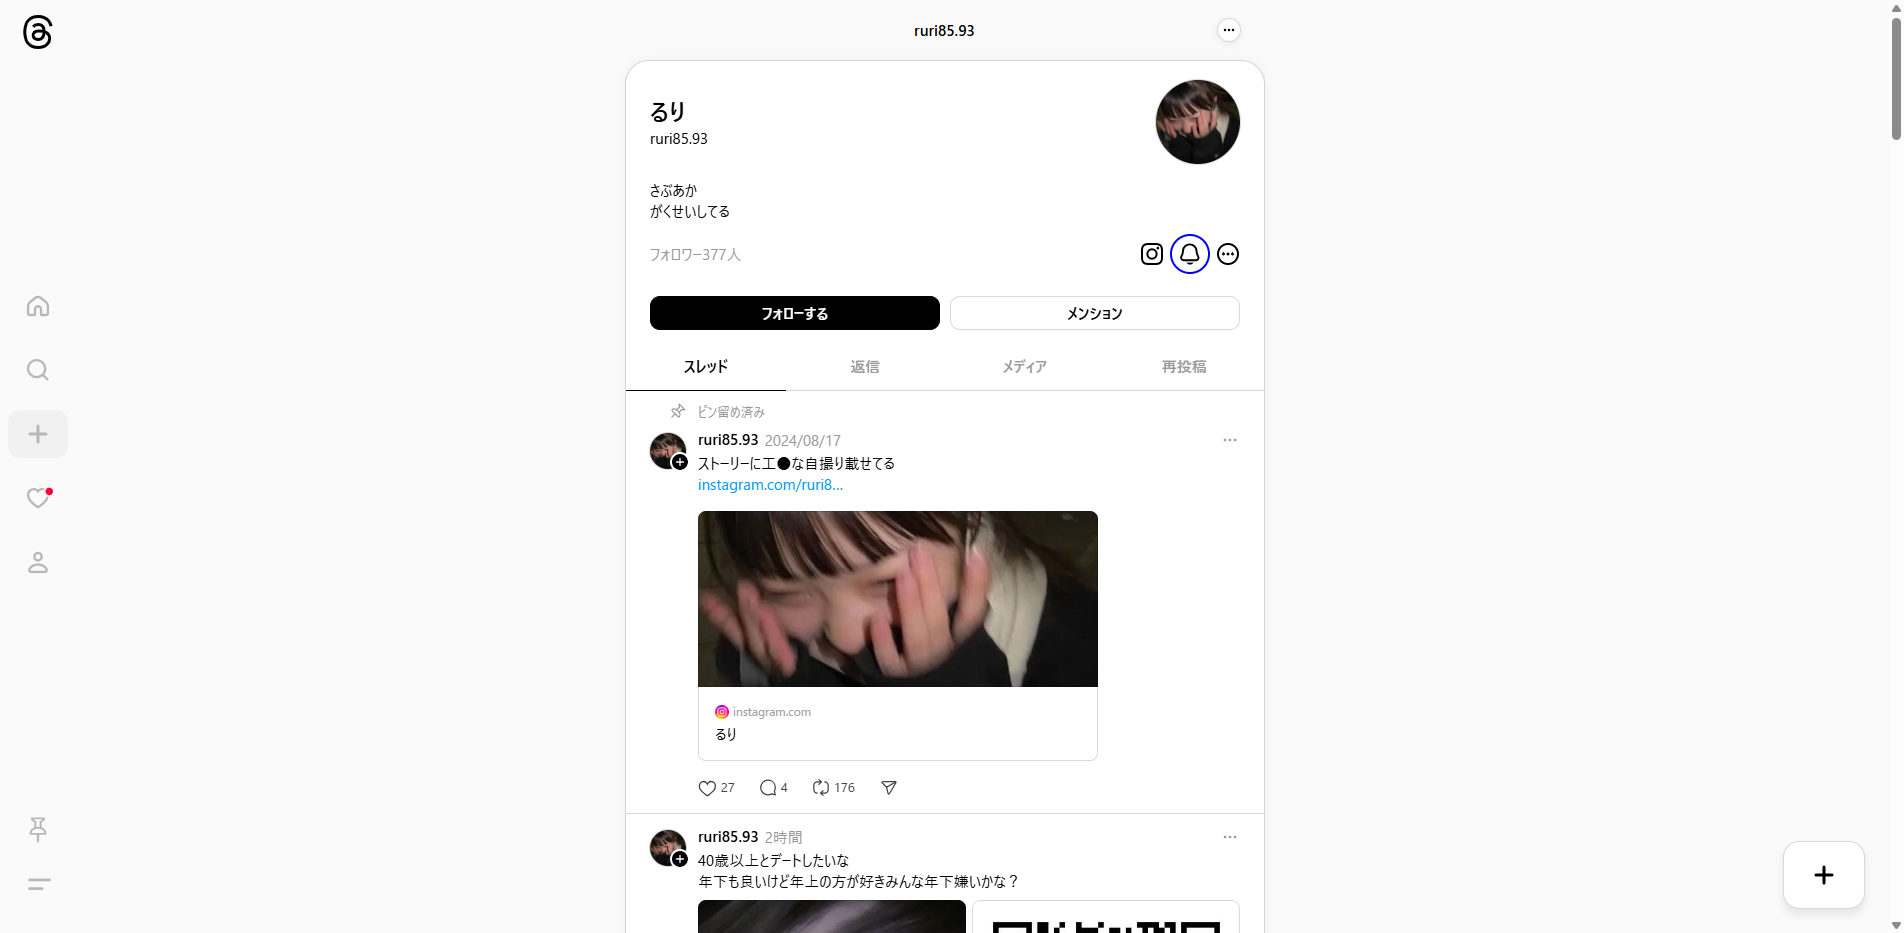 ruri85.93
るり
ruri85.93
さぶあか
がくせいしてる
フォロワー377人
フォローする
メンション
スレッド
返信
メディア
再投稿
ピン留め済み
ruri85.93 2024/08/17
ストーリーに工●な自撮り載せてる
instagram.com/ruri8...
instagram.com
るり
27
4
176
ruri85.93 2時間
40歳以上とデートしたいな
年下も良いけど年上の方が好きみんな年下嫌いかな？